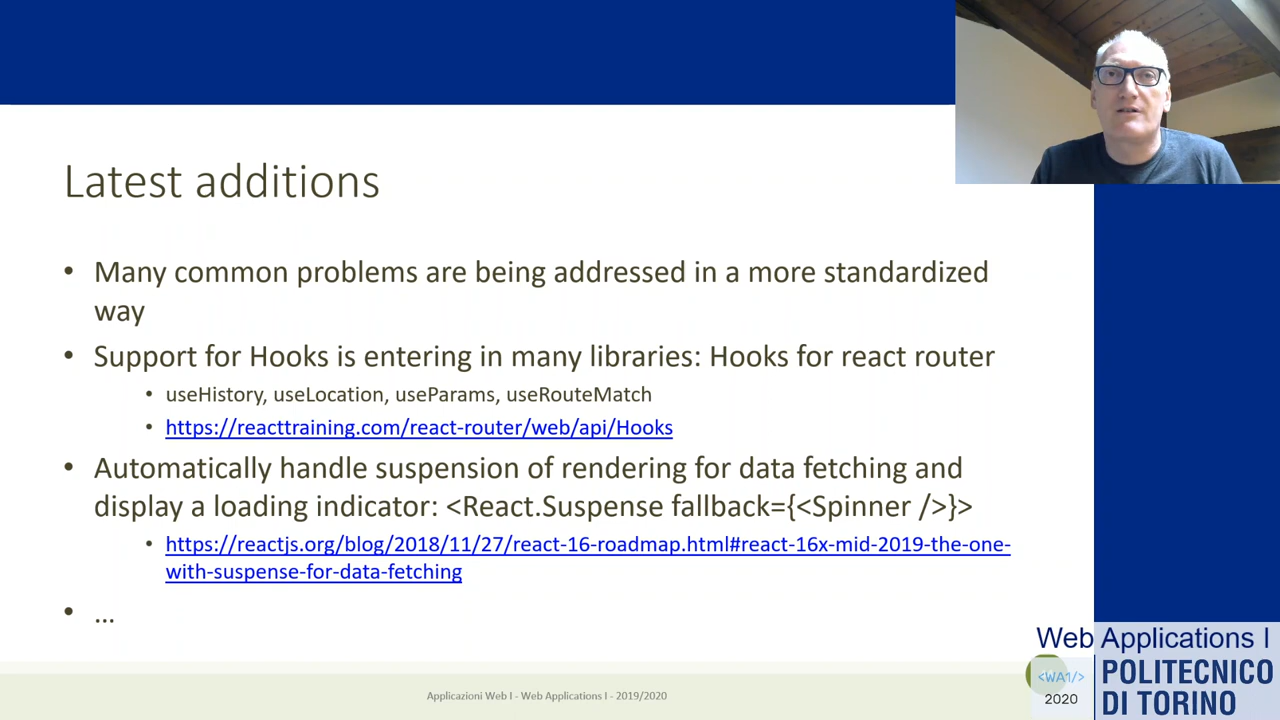 Latest additions
• Many common problems are being addressed in a more standardized
way
• Support for Hooks is entering in many libraries: Hooks for react router
• useHistory, useLocation, useParams, useRouteMatch
• https://reacttraining.com/react-router/web/api/Hooks
• Automatically handle suspension of rendering for data fetching and
display a loading indicator: <React.Suspense fallback={<Spinner />}>
• https://reactjs.org/blog/2018/11/27/react-16-roadmap.html#react-16x-mid-2019-the-one-
with-suspense-for-data-fetching
• ...
Applicazioni Web I - Web Applications I - 2019/2020
Web Applications I
<WA1/>
2020
POLITECNICO
DI TORINO